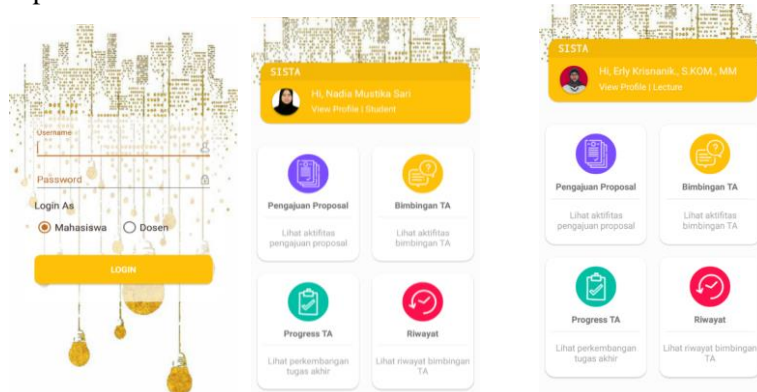 Username
Password
Login As
Mahasiswa
Dosen
LOGIN
SISTA
Hi, Nadia Mustika Sari
View Profile | Student
Pengajuan Proposal
Lihat aktifitas
pengajuan proposal
Bimbingan TA
Lihat aktifitas
bimbingan TA
Progress TA
Lihat perkembangan
tugas akhir
Riwayat
Lihat riwayat bimbingan
TA
SISTA
Hi, Erly Krisnanik., S.KOM., MM
View Profile | Lecture
Pengajuan Proposal
Lihat aktifitas
pengajuan proposal
Bimbingan TA
Lihat aktifitas
bimbingan TA
Progress TA
Lihat perkembangan
tugas akhir
Riwayat
Lihat riwayat bimbingan
TA